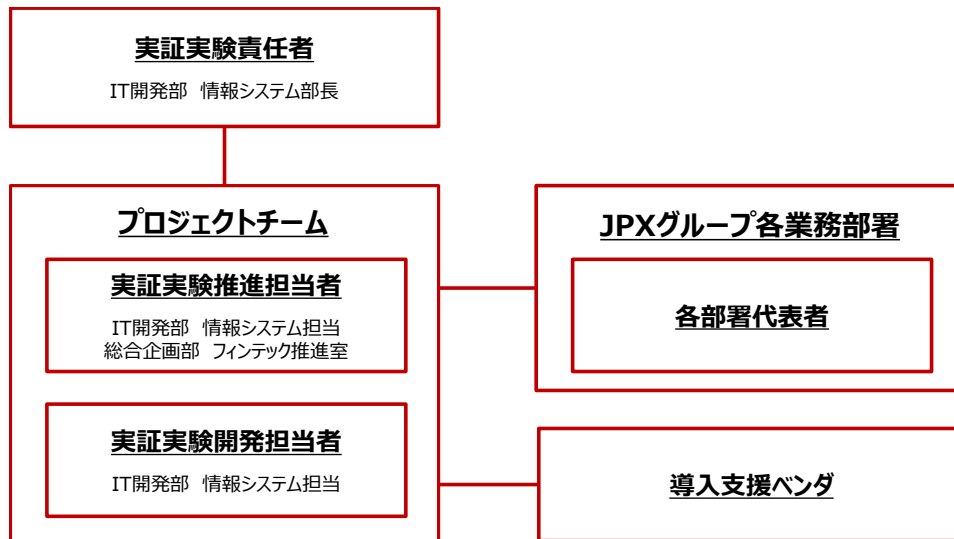 実証実験責任者
IT開発部 情報システム部長
プロジェクトチーム
実証実験推進担当者
IT開発部 情報システム担当
総合企画部 フィンテック推進室
実証実験開発担当者
IT開発部 情報システム担当
JPXグループ各業務部署
各部署代表者
導入支援ベンダ